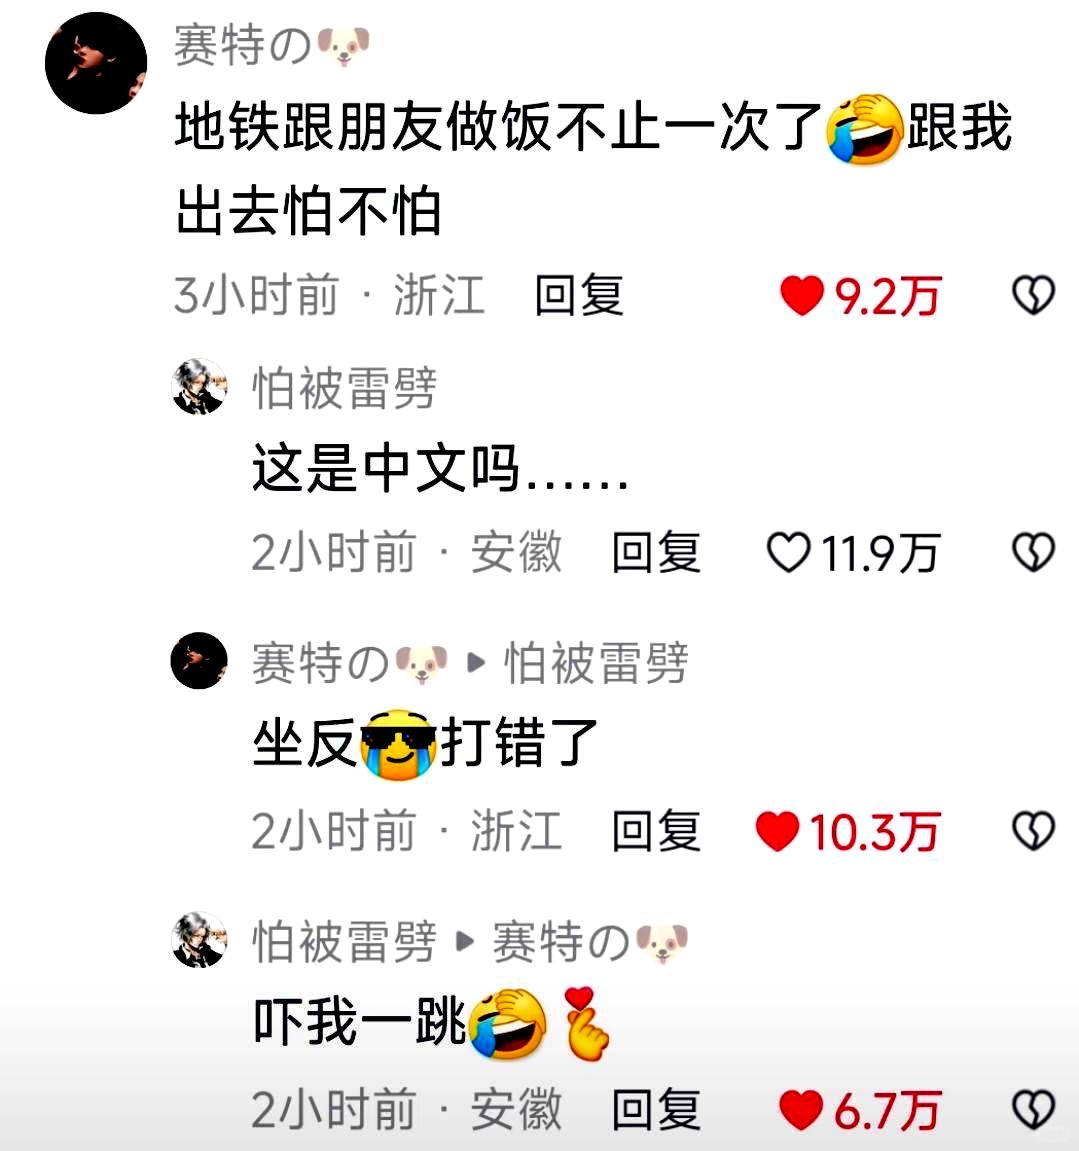 赛特の🐶
地铁跟朋友做饭不止一次了🤣跟我
出去怕不怕
3小时前 · 浙江 回复 9.2万
怕被雷劈
这是中文吗......
2小时前 · 安徽 回复 11.9万
赛特の🐶 ▸ 怕被雷劈
坐反😎打错了
2小时前 · 浙江 回复 10.3万
怕被雷劈 ▸ 赛特の🐶
吓我一跳🤣🫰
2小时前 · 安徽 回复 6.7万